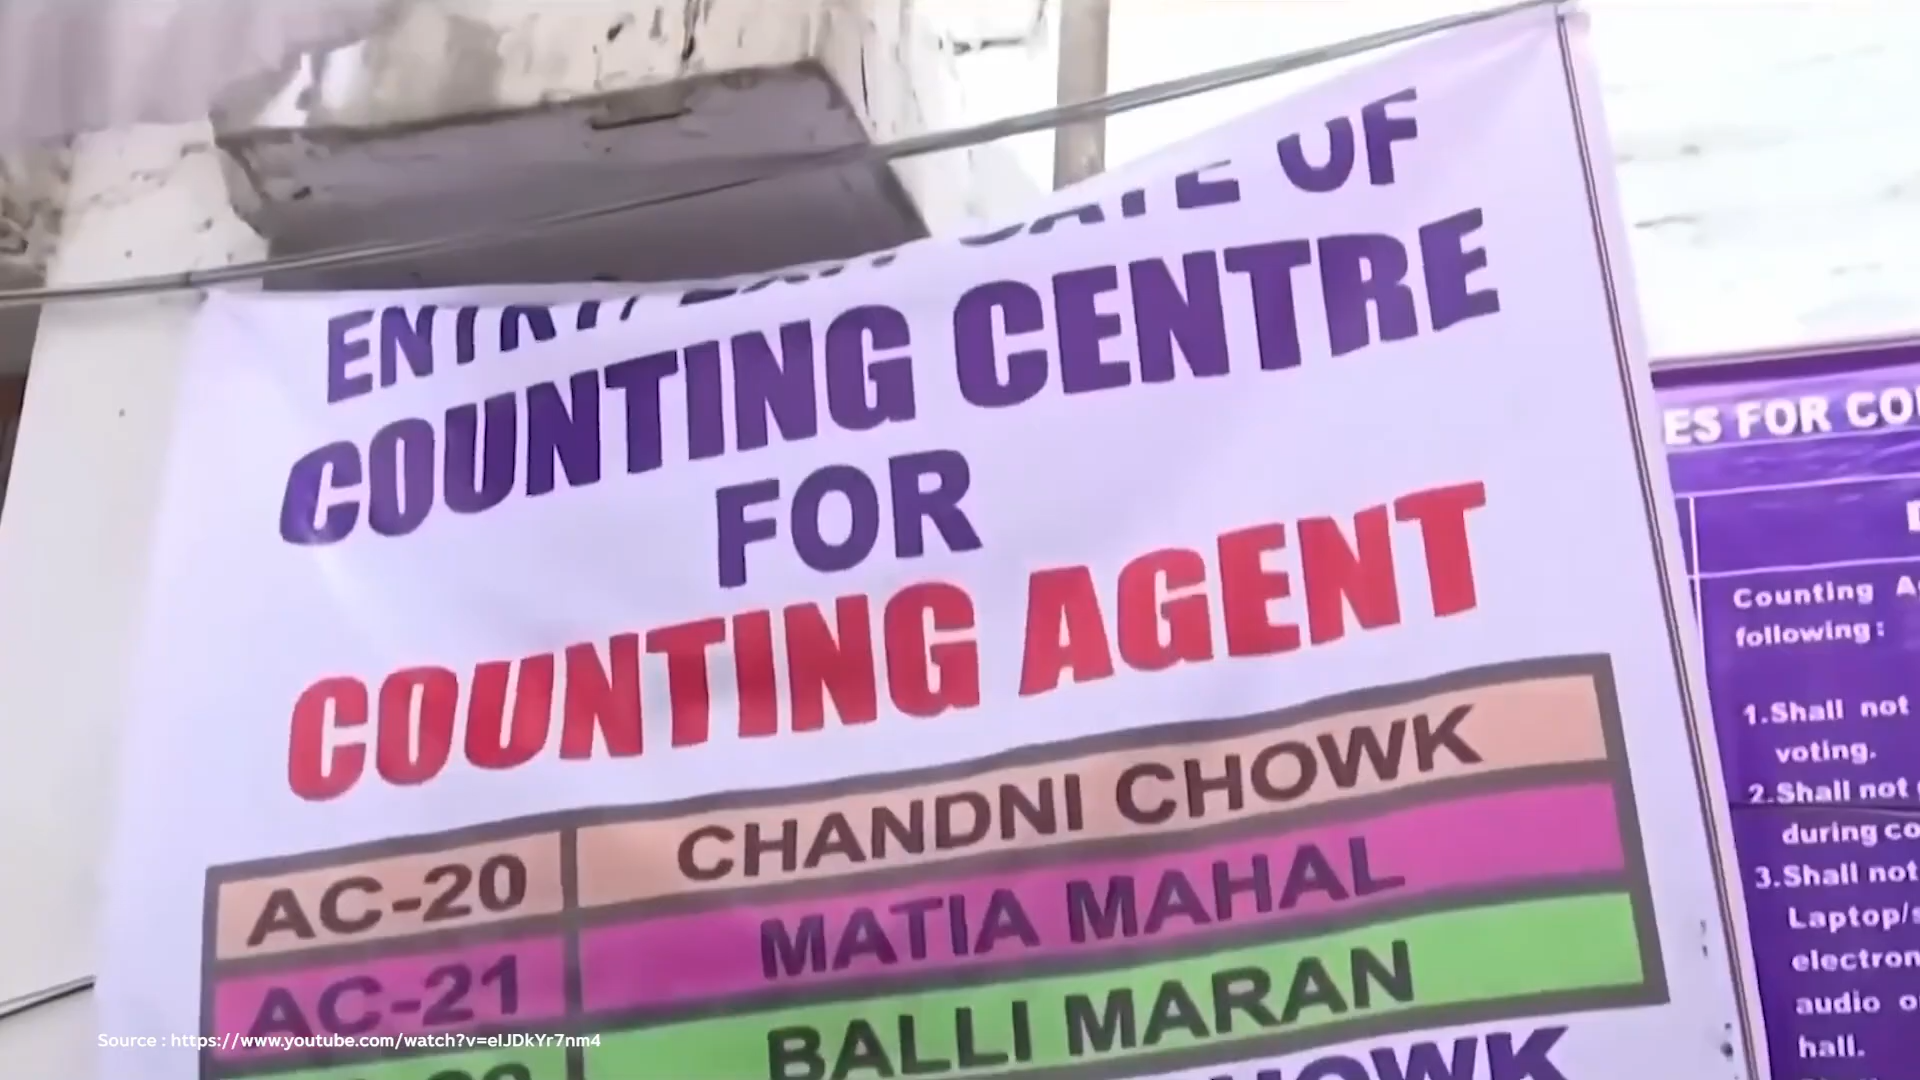 ENTRY/ EXIT GATE OF
COUNTING CENTRE
FOR
COUNTING AGENT
AC-20 CHANDNI CHOWK
AC-21 MATIA MAHAL
BALLI MARAN
CHOWK
ES FOR CO
Counting
following:
1.Shall not
voting.
2.Shall not
during
3.Shall not
Laptop/
audio
hall.
Source : https://www.youtube.com/watch?v=eIJDkYr7nm4